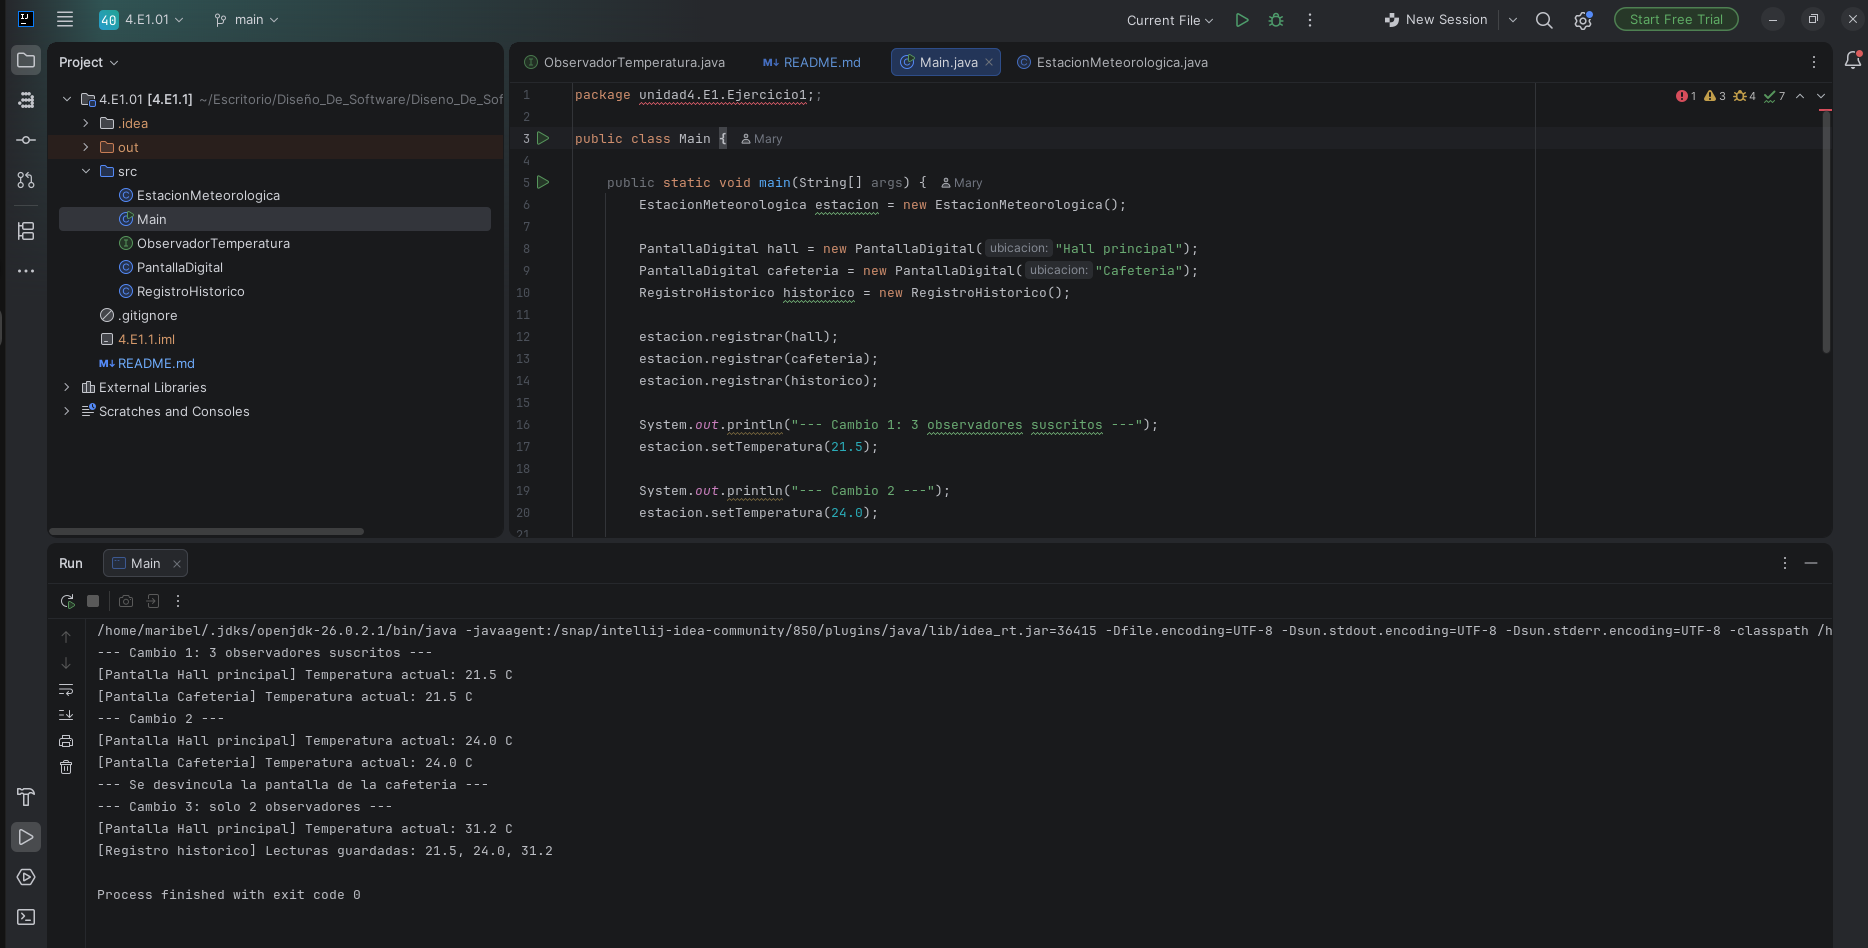 IJ
40 4.E1.01 main Current File New Session Start Free Trial
Project
4.E1.01 [4.E1.1] ~/Escritorio/Diseño_De_Software/Diseno_De_Sof
.idea
out
src
EstacionMeteorologica
Main
ObservadorTemperatura
PantallaDigital
RegistroHistorico
.gitignore
4.E1.1.iml
M↓ README.md
External Libraries
Scratches and Consoles
ObservadorTemperatura.java M↓ README.md Main.java EstacionMeteorologica.java
1 3 4 7
1 package unidad4.E1.Ejercicio1;;
2
3 public class Main { Mary
4
5 public static void main(String[] args) { Mary
6 EstacionMeteorologica estacion = new EstacionMeteorologica();
7
8 PantallaDigital hall = new PantallaDigital( ubicacion: "Hall principal");
9 PantallaDigital cafeteria = new PantallaDigital( ubicacion: "Cafeteria");
10 RegistroHistorico historico = new RegistroHistorico();
11
12 estacion.registrar(hall);
13 estacion.registrar(cafeteria);
14 estacion.registrar(historico);
15
16 System.out.println("--- Cambio 1: 3 observadores suscritos ---");
17 estacion.setTemperatura(21.5);
18
19 System.out.println("--- Cambio 2 ---");
20 estacion.setTemperatura(24.0);
21
Run Main
/home/maribel/.jdks/openjdk-26.0.2.1/bin/java -javaagent:/snap/intellij-idea-community/850/plugins/java/lib/idea_rt.jar=36415 -Dfile.encoding=UTF-8 -Dsun.stdout.encoding=UTF-8 -Dsun.stderr.encoding=UTF-8 -classpath /h
--- Cambio 1: 3 observadores suscritos ---
[Pantalla Hall principal] Temperatura actual: 21.5 C
[Pantalla Cafeteria] Temperatura actual: 21.5 C
--- Cambio 2 ---
[Pantalla Hall principal] Temperatura actual: 24.0 C
[Pantalla Cafeteria] Temperatura actual: 24.0 C
--- Se desvincula la pantalla de la cafeteria ---
--- Cambio 3: solo 2 observadores ---
[Pantalla Hall principal] Temperatura actual: 31.2 C
[Registro historico] Lecturas guardadas: 21.5, 24.0, 31.2

Process finished with exit code 0